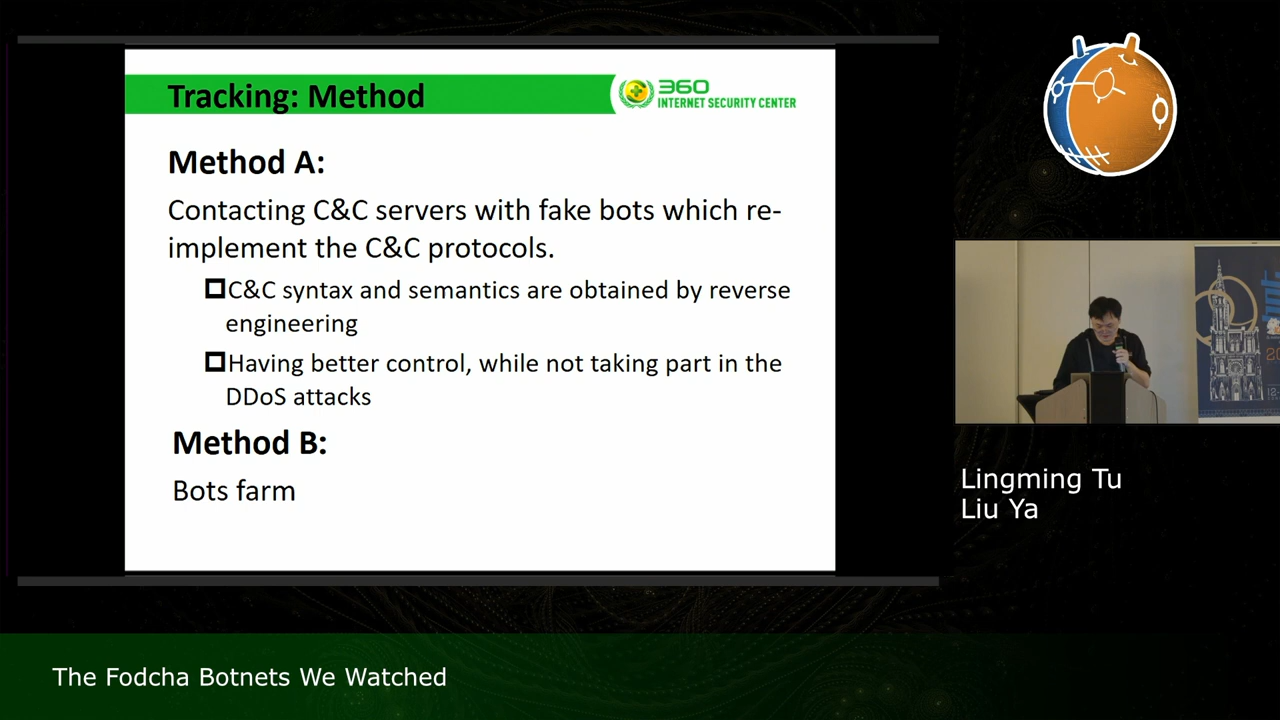 Tracking: Method
360
INTERNET SECURITY CENTER
Method A:
Contacting C&C servers with fake bots which re-
implement the C&C protocols.
C&C syntax and semantics are obtained by reverse
engineering
Having better control, while not taking part in the
DDoS attacks
Method B:
Bots farm
Lingming Tu
Liu Ya
The Fodcha Botnets We Watched